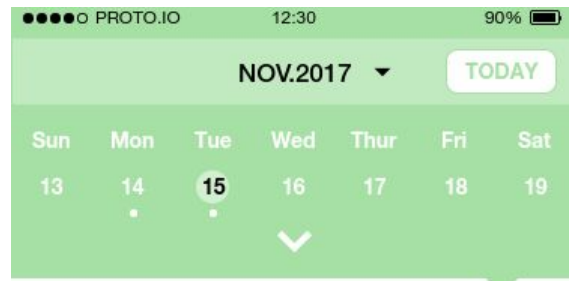 PROTO.IO 12:30 90%
NOV.2017 TODAY
Sun Mon Tue Wed Thur Fri Sat
13 14 15 16 17 18 19